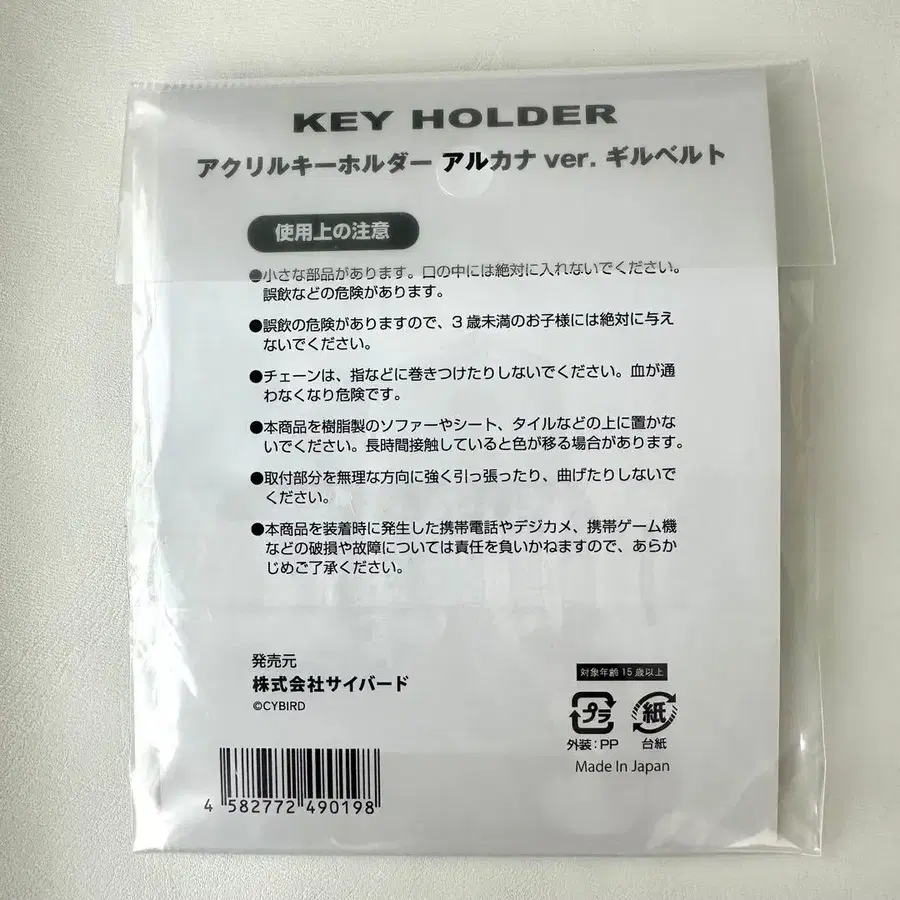 KEY HOLDER
アクリルキーホルダー アルカナ ver. ギルベルト
使用上の注意
●小さな部品があります。口の中には絶対に入れないでください。
誤飲などの危険があります。
●誤飲の危険がありますので、3歳未満のお子様には絶対に与え
ないでください。
●チェーンは、指などに巻きつけたりしないでください。血が通
わなくなり危険です。
●本商品を樹脂製のソファーやシート、タイルなどの上に置かな
いでください。長時間接触していると色が移る場合があります。
●取付部分を無理な方向に強く引っ張ったり、曲げたりしないで
ください。
●本商品を装着時に発生した携帯電話やデジカメ、携帯ゲーム機
などの破損や故障については責任を負いかねますので、あらか
じめご了承ください。
発売元
株式会社サイバード
©CYBIRD
対象年齢15歳以上
プラ 紙
外装:PP 台紙
Made In Japan
4 582772 490198